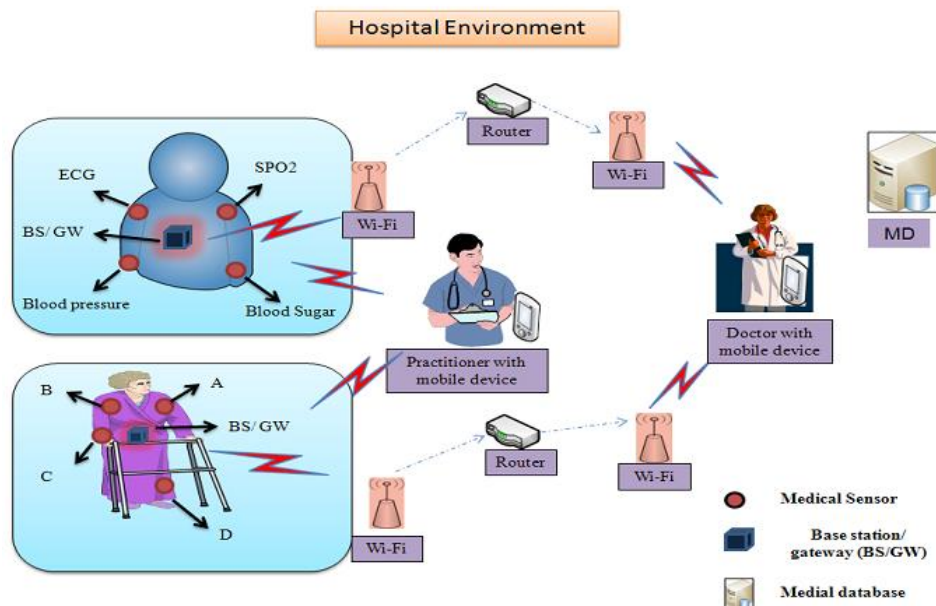 Hospital Environment
Router
Wi-Fi
ECG
SPO2
Wi-Fi
BS/ GW
MD
Blood pressure
Blood Sugar
Doctor with
mobile device
Practitioner with
mobile device
B
A
BS/ GW
C
D
Router
Wi-Fi
Wi-Fi
Medical Sensor
Base station/
gateway (BS/GW)
Medial database